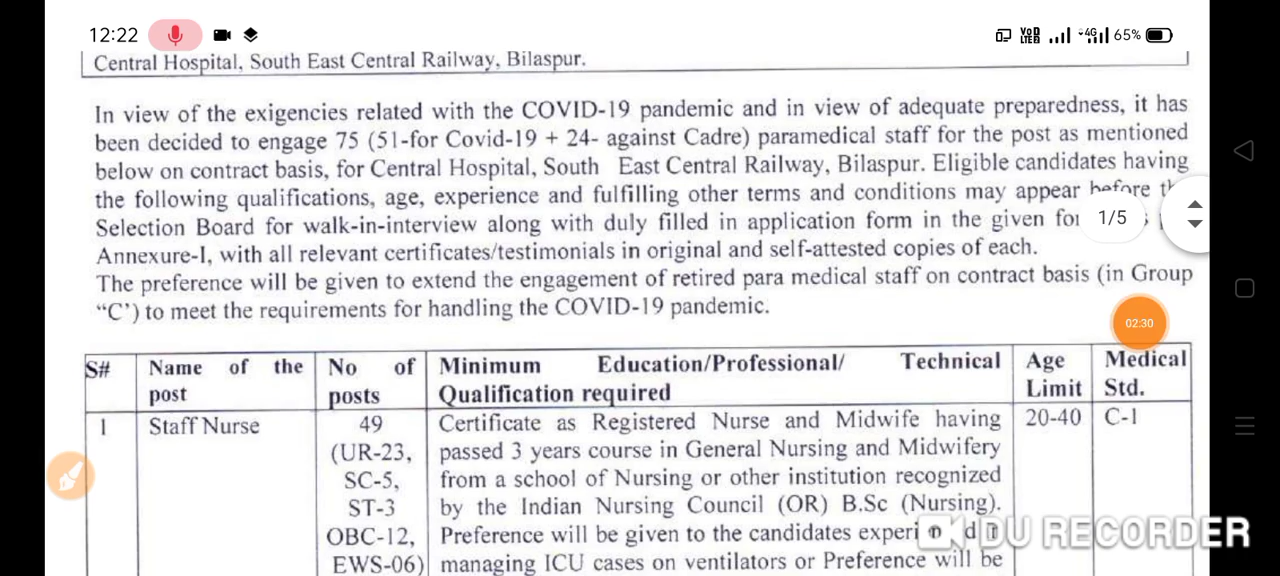 12:22 VoD LTE 4G 65%
Central Hospital, South East Central Railway, Bilaspur.
In view of the exigencies related with the COVID-19 pandemic and in view of adequate preparedness, it has
been decided to engage 75 (51-for Covid-19 + 24- against Cadre) paramedical staff for the post as mentioned
below on contract basis, for Central Hospital, South East Central Railway, Bilaspur. Eligible candidates having
the following qualifications, age, experience and fulfilling other terms and conditions may appear before
Selection Board for walk-in-interview along with duly filled in application form in the given
1/5
Annexure-I, with all relevant certificates/testimonials in original and self-attested copies of each.
The preference will be given to extend the engagement of retired para medical staff on contract basis (in Group
“C’) to meet the requirements for handling the COVID-19 pandemic.
02:30
S# Name of the post No of posts Minimum Education/Professional/ Technical Qualification required Age Limit Medical Std.
1 Staff Nurse 49 Certificate as Registered Nurse and Midwife having 20-40 C-1
(UR-23, passed 3 years course in General Nursing and Midwifery
SC-5, from a school of Nursing or other institution recognized
ST-3 by the Indian Nursing Council (OR) B.Sc (Nursing).
OBC-12, Preference will be given to the candidates
EWS-06) managing ICU cases on ventilators or Preference will be
DU RECORDER